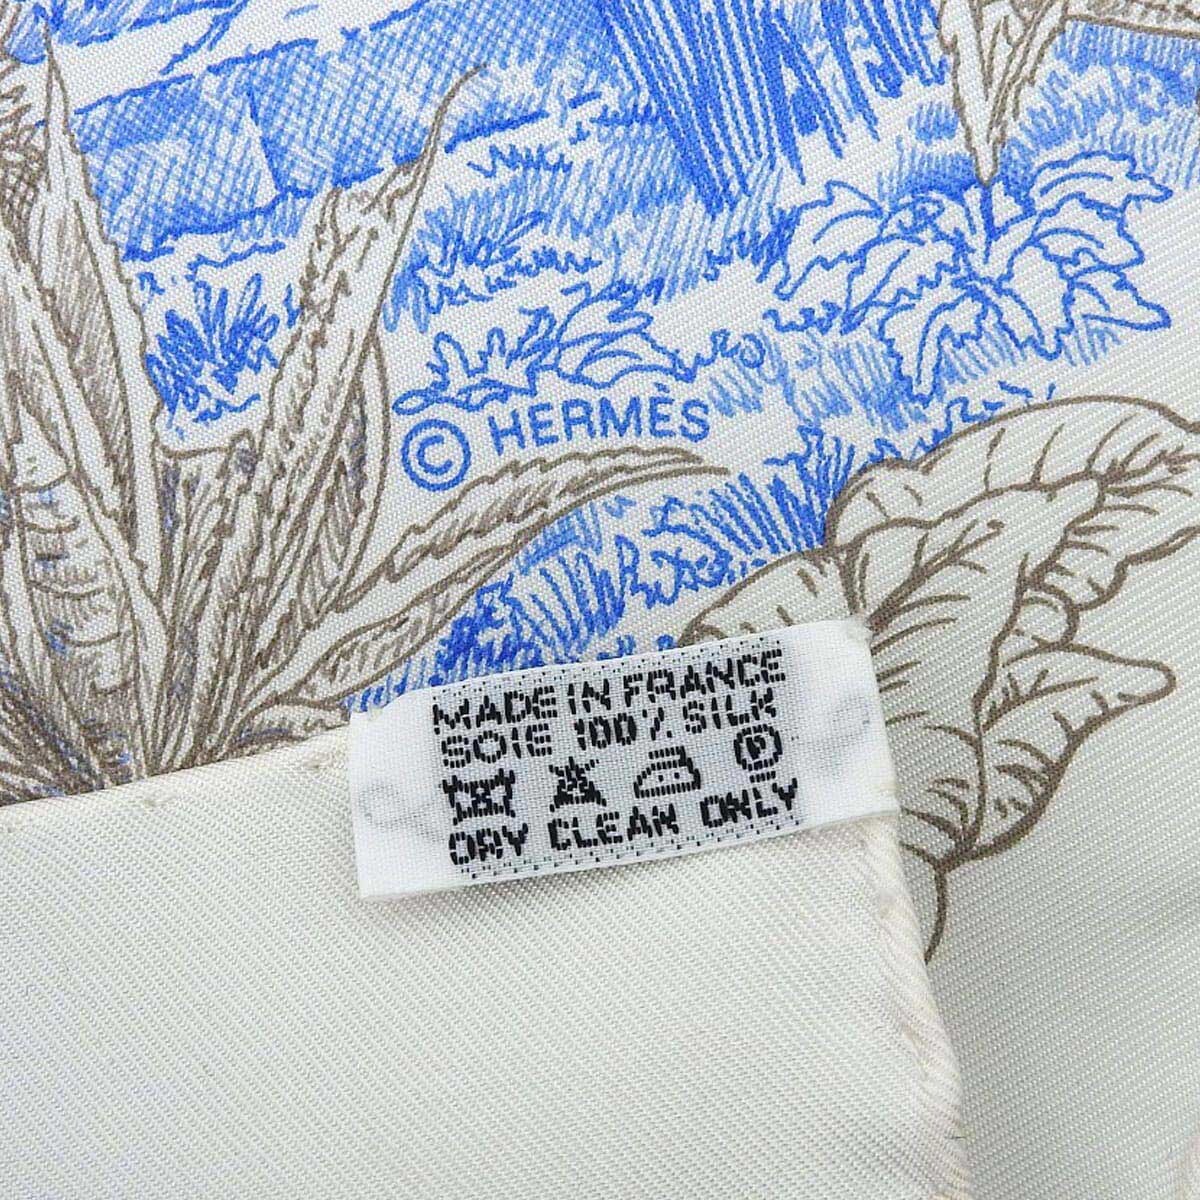 © HERMÈS
MADE IN FRANCE
SOIE 100% SILK
P
DRY CLEAN ONLY